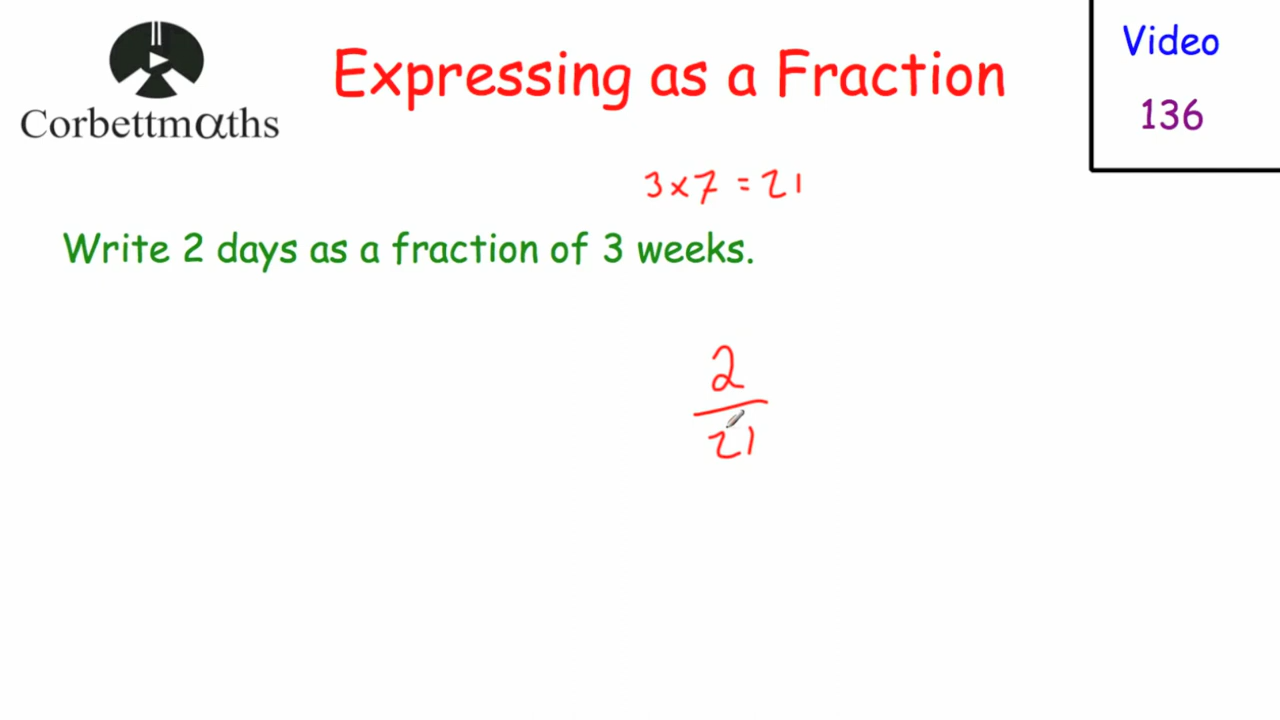 Corbettmαths
Expressing as a Fraction
Video
136
3 x 7 = 21
Write 2 days as a fraction of 3 weeks.
2
21